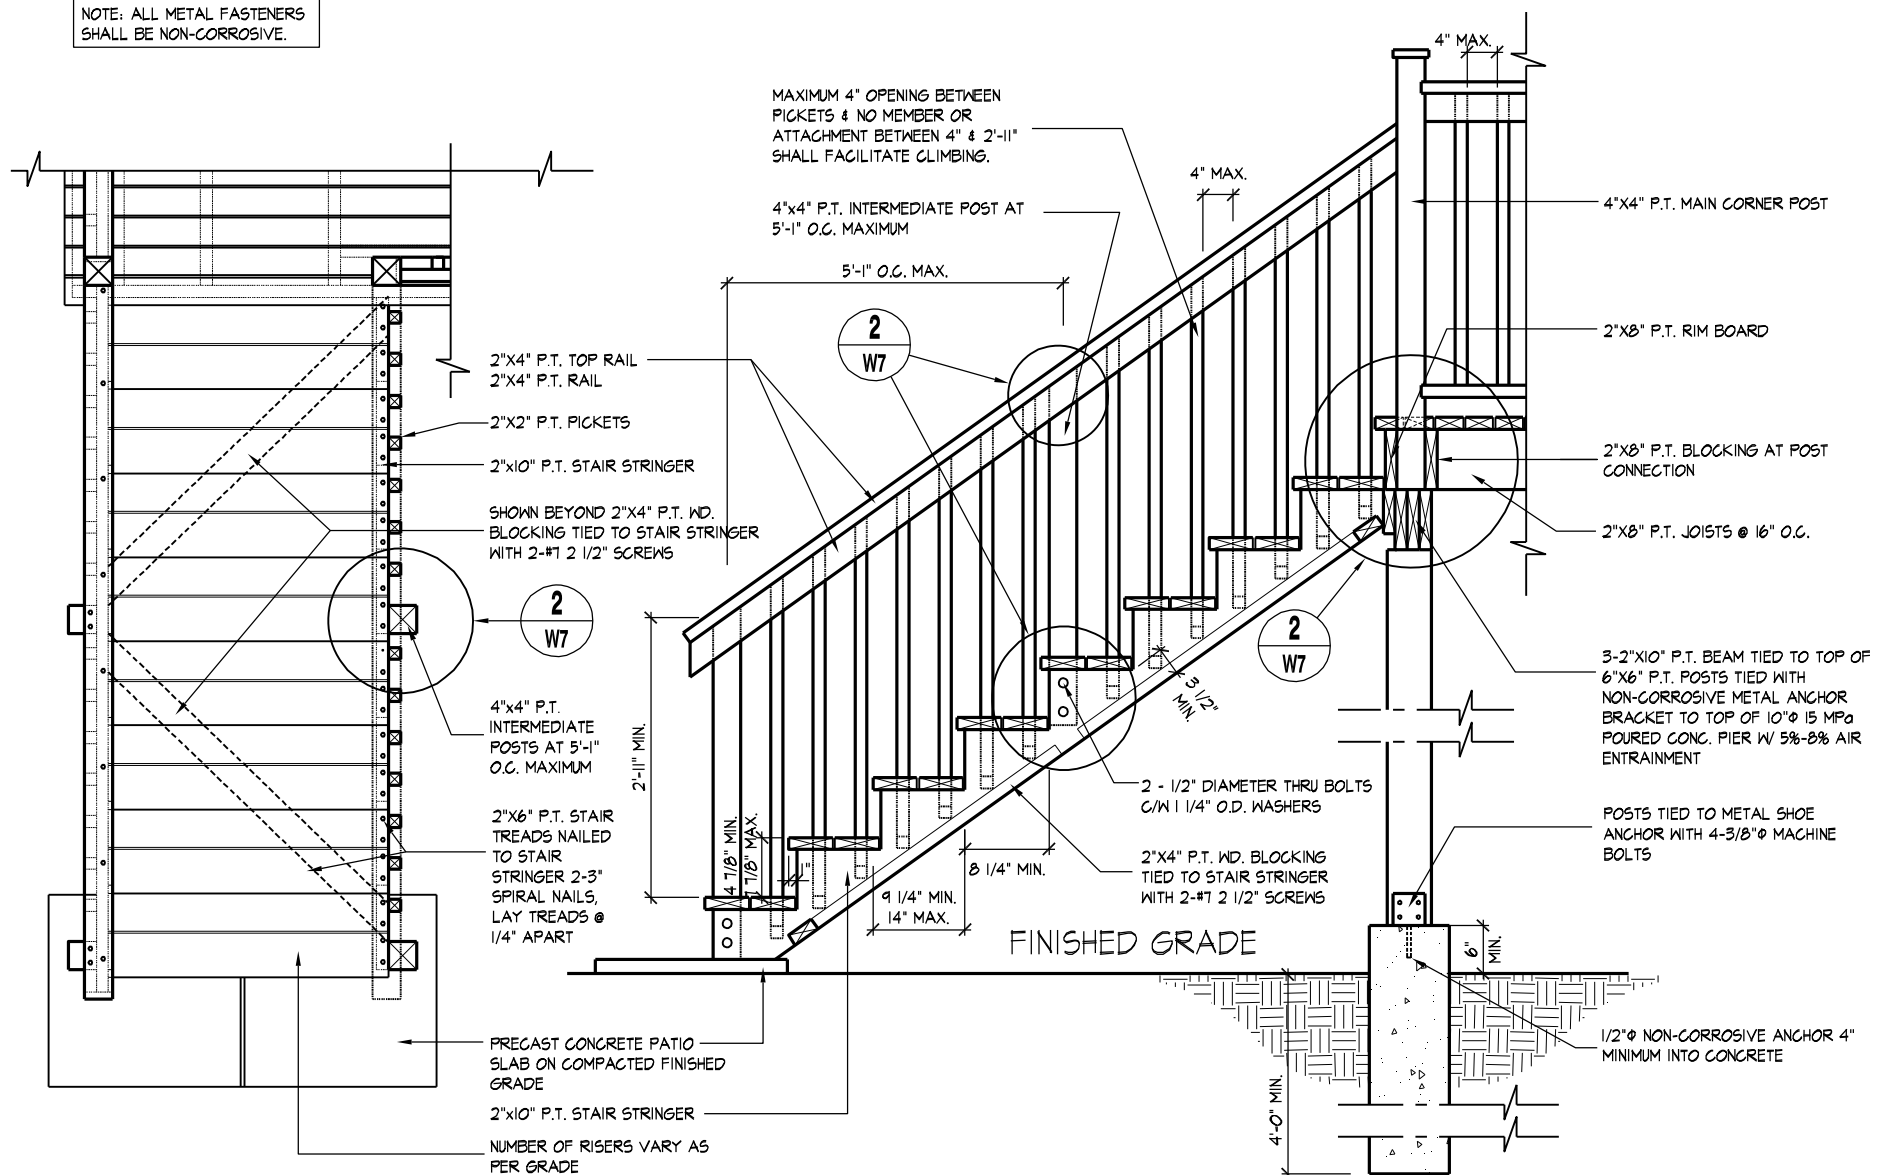 NOTE: ALL METAL FASTENERS
SHALL BE NON-CORROSIVE.
4" MAX.
MAXIMUM 4" OPENING BETWEEN
PICKETS & NO MEMBER OR
ATTACHMENT BETWEEN 4" & 2'-11"
SHALL FACILITATE CLIMBING.
4" MAX.
4"x4" P.T. INTERMEDIATE POST AT
5'-1" O.C. MAXIMUM
4"X4" P.T. MAIN CORNER POST
5'-1" O.C. MAX.
2
W7
2"X8" P.T. RIM BOARD
2"X4" P.T. TOP RAIL
2"X4" P.T. RAIL
2"X2" P.T. PICKETS
2"x10" P.T. STAIR STRINGER
2"X8" P.T. BLOCKING AT POST
CONNECTION
SHOWN BEYOND 2"X4" P.T. WD.
BLOCKING TIED TO STAIR STRINGER
WITH 2-#7 2 1/2" SCREWS
2"X8" P.T. JOISTS @ 16" O.C.
2
W7
2
W7
3-2"X10" P.T. BEAM TIED TO TOP OF
6"X6" P.T. POSTS TIED WITH
NON-CORROSIVE METAL ANCHOR
BRACKET TO TOP OF 10"Φ 15 MPa
POURED CONC. PIER W/ 5%-8% AIR
ENTRAINMENT
3 1/2"
MIN.
4"x4" P.T.
INTERMEDIATE
POSTS AT 5'-1"
O.C. MAXIMUM
2'-11" MIN.
2 - 1/2" DIAMETER THRU BOLTS
C/W 1 1/4" O.D. WASHERS
POSTS TIED TO METAL SHOE
ANCHOR WITH 4-3/8"Φ MACHINE
BOLTS
2"X6" P.T. STAIR
TREADS NAILED
TO STAIR
STRINGER 2-3"
SPIRAL NAILS,
LAY TREADS @
1/4" APART
4 7/8" MIN.
7 7/8" MAX.
1"
8 1/4" MIN.
9 1/4" MIN.
14" MAX.
2"X4" P.T. WD. BLOCKING
TIED TO STAIR STRINGER
WITH 2-#7 2 1/2" SCREWS
FINISHED GRADE
6"
MIN.
PRECAST CONCRETE PATIO
SLAB ON COMPACTED FINISHED
GRADE
1/2"Φ NON-CORROSIVE ANCHOR 4"
MINIMUM INTO CONCRETE
4'-0" MIN.
2"x10" P.T. STAIR STRINGER
NUMBER OF RISERS VARY AS
PER GRADE